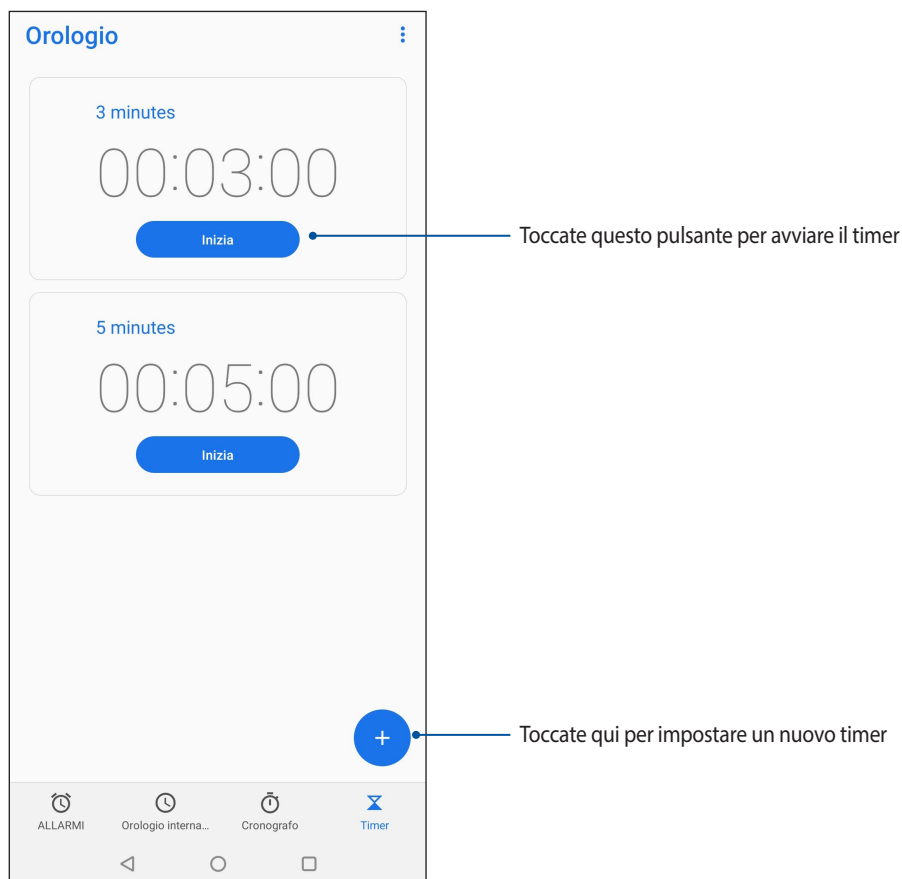 Orologio
3 minutes
00:03:00
Inizia
Toccate questo pulsante per avviare il timer
5 minutes
00:05:00
Inizia
+
Toccate qui per impostare un nuovo timer
ALLARMI
Orologio interna...
Cronografo
Timer